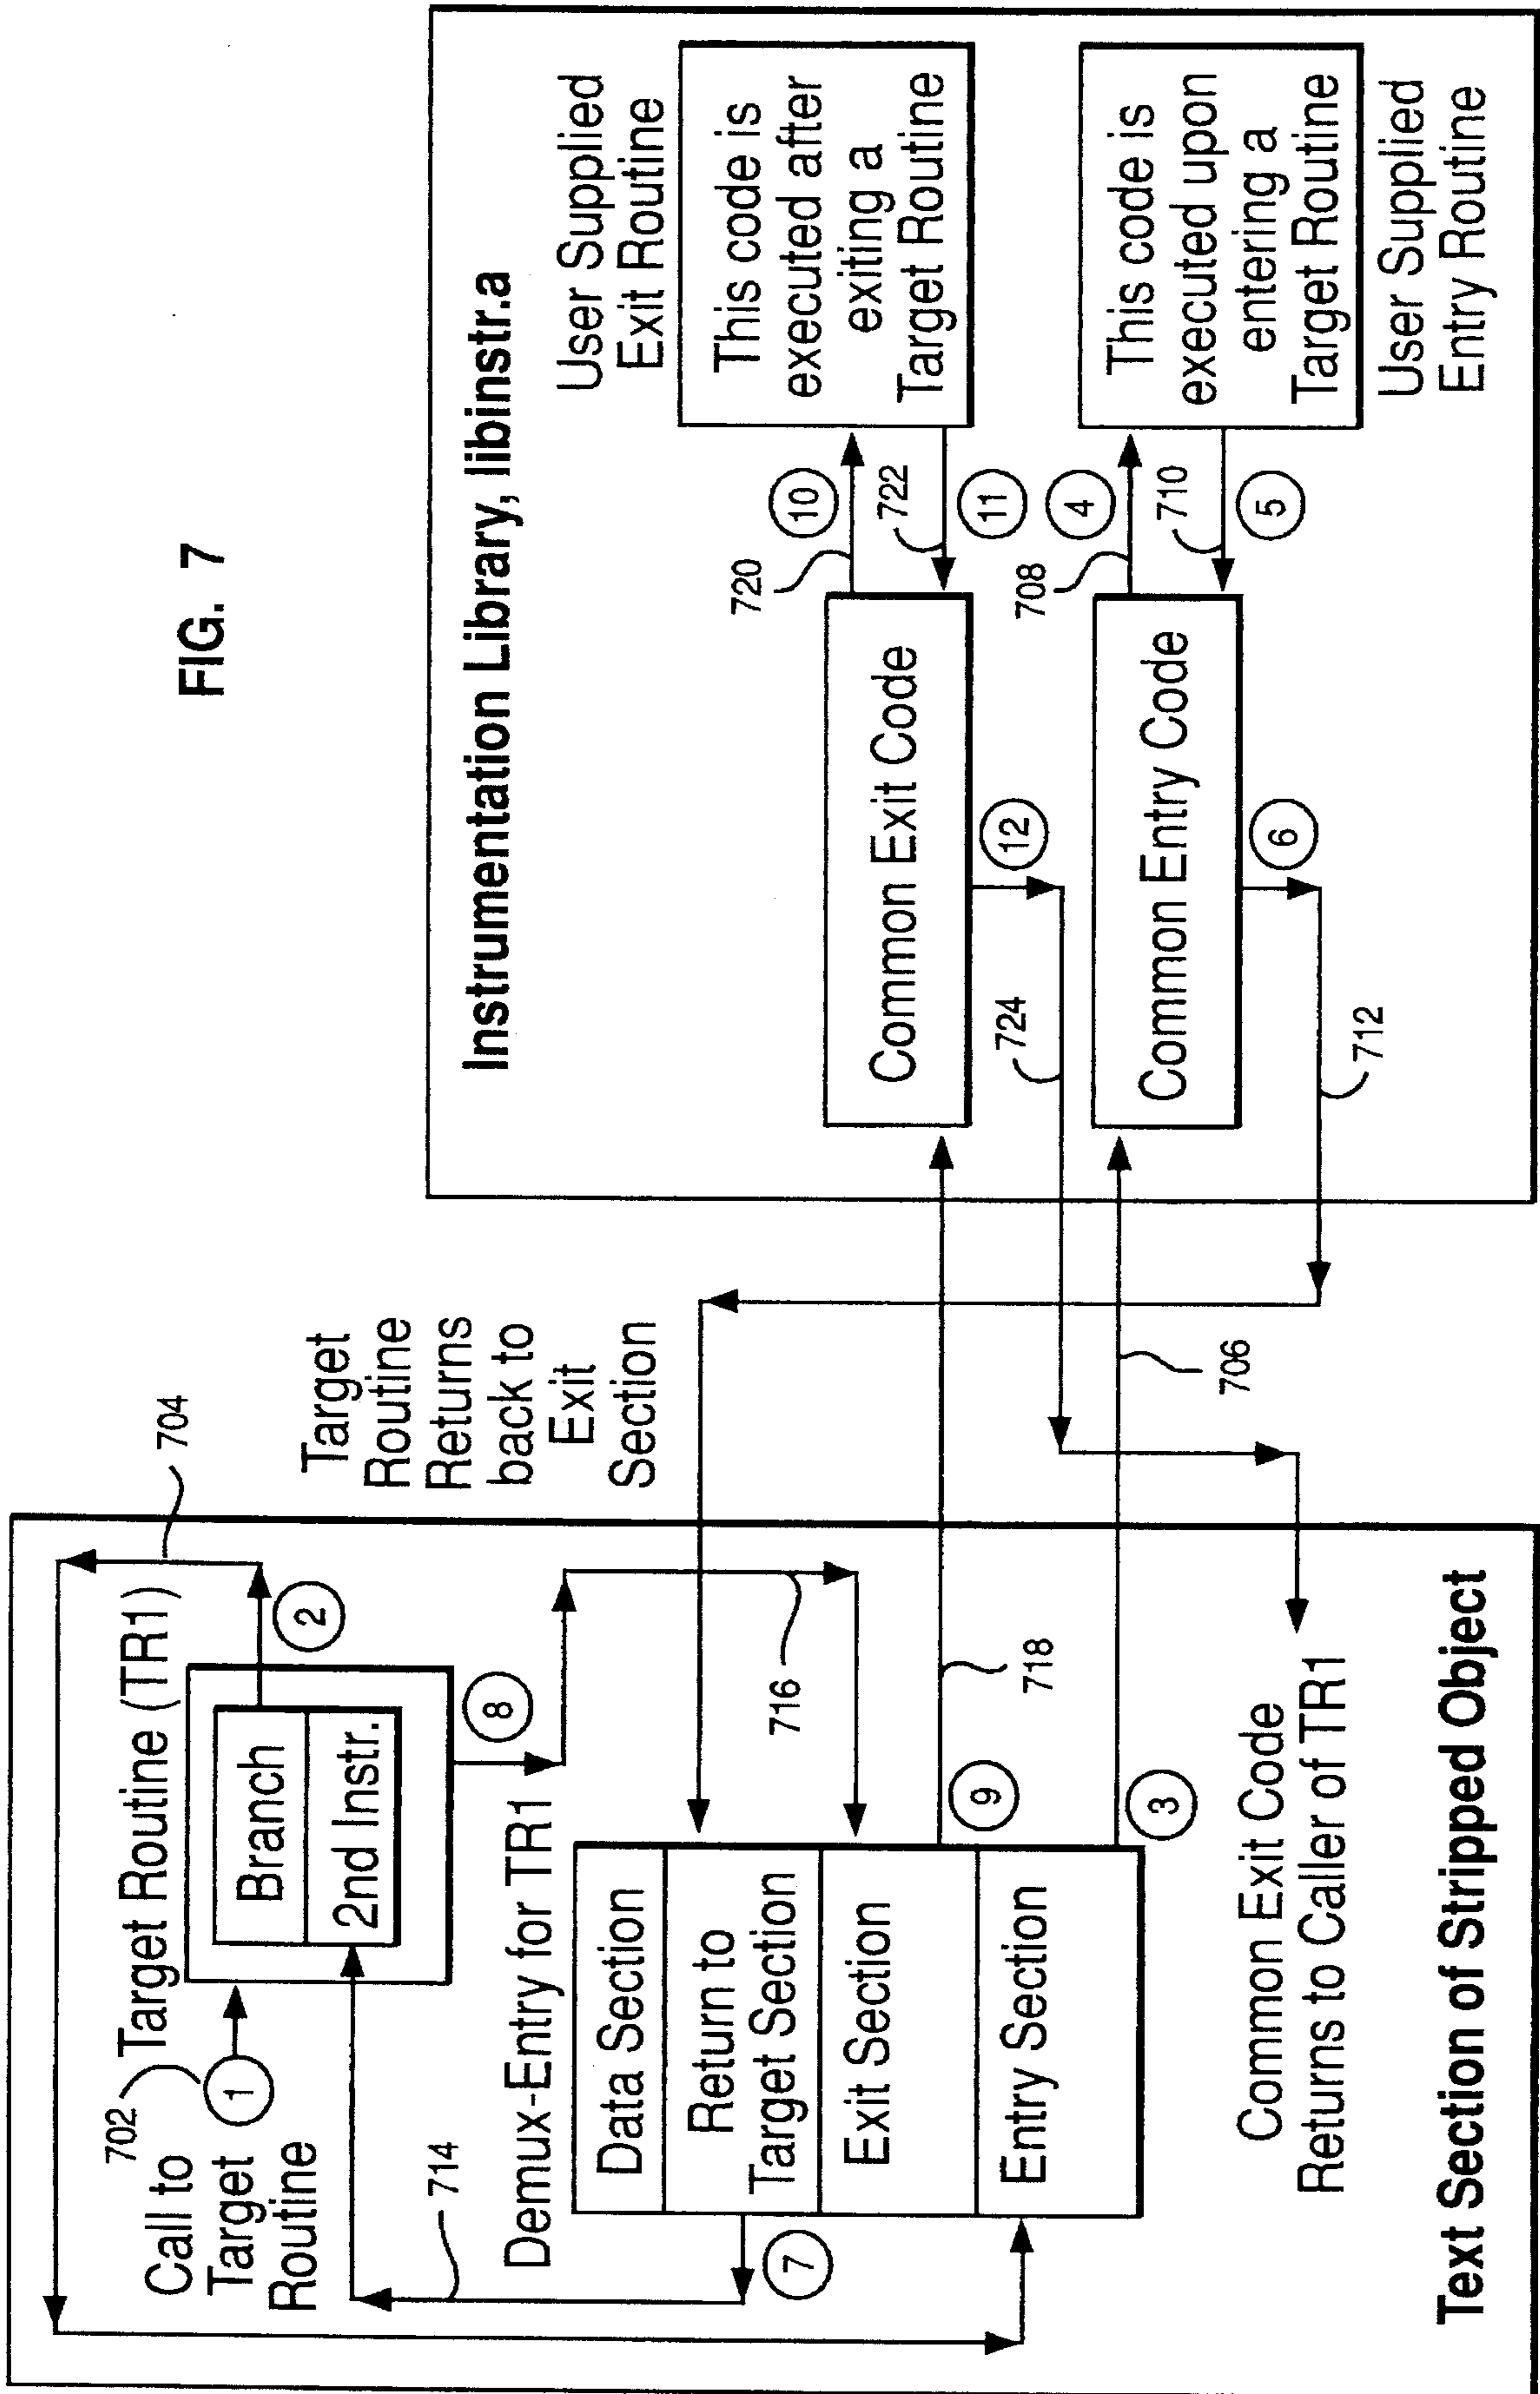 FIG. 7
702
Call to
Target
Routine
1
Target Routine (TR1)
704
Branch
2nd Instr.
2
8
714
Demux-Entry for TR1
Data Section
Return to
Target Section
Exit Section
Entry Section
7
716
9
718
3
706
Target
Routine
Returns
back to
Exit
Section
Common Exit Code
Returns to Caller of TR1
Text Section of Stripped Object
Instrumentation Library, libinstr.a
User Supplied
Exit Routine
This code is
executed after
exiting a
Target Routine
720
10
722
11
Common Exit Code
12
724
708
4
710
5
Common Entry Code
6
712
This code is
executed upon
entering a
Target Routine
User Supplied
Entry Routine